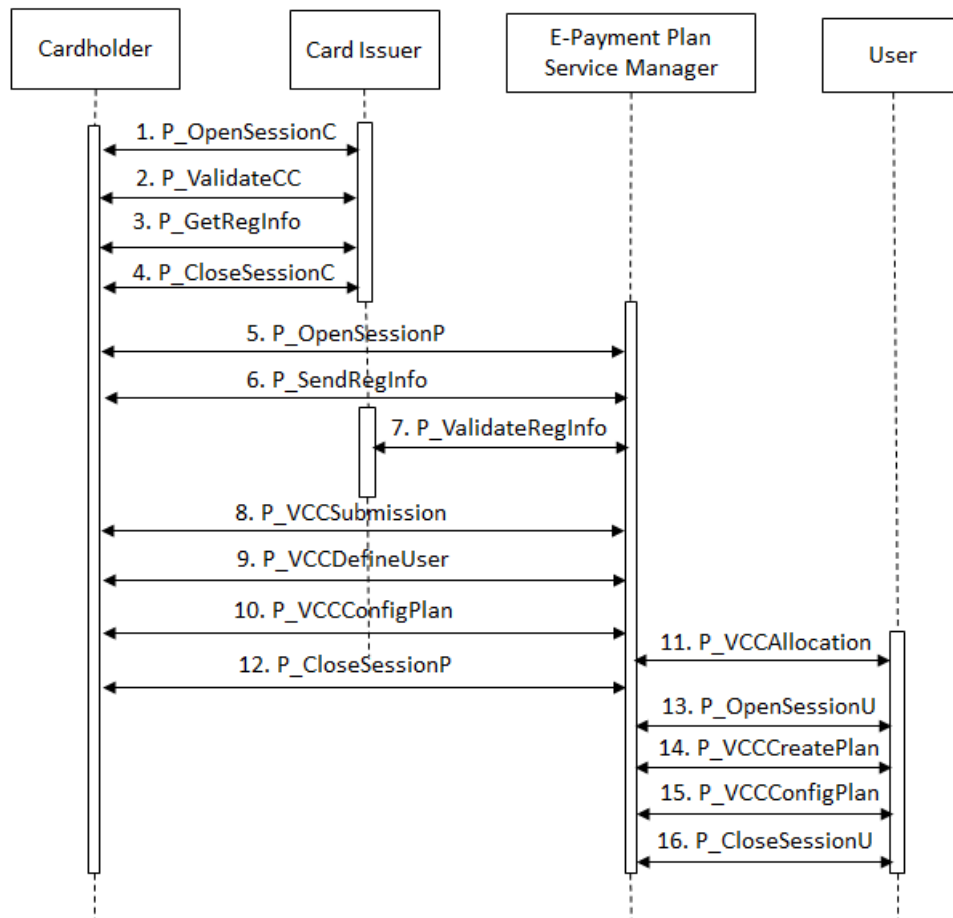 Cardholder
Card Issuer
E-Payment Plan
Service Manager
User
1. P_OpenSessionC
2. P_ValidateCC
3. P_GetRegInfo
4. P_CloseSessionC
5. P_OpenSessionP
6. P_SendRegInfo
7. P_ValidateRegInfo
8. P_VCCSubmission
9. P_VCCDefineUser
10. P_VCCConfigPlan
11. P_VCCAllocation
12. P_CloseSessionP
13. P_OpenSessionU
14. P_VCCCreatePlan
15. P_VCCConfigPlan
16. P_CloseSessionU